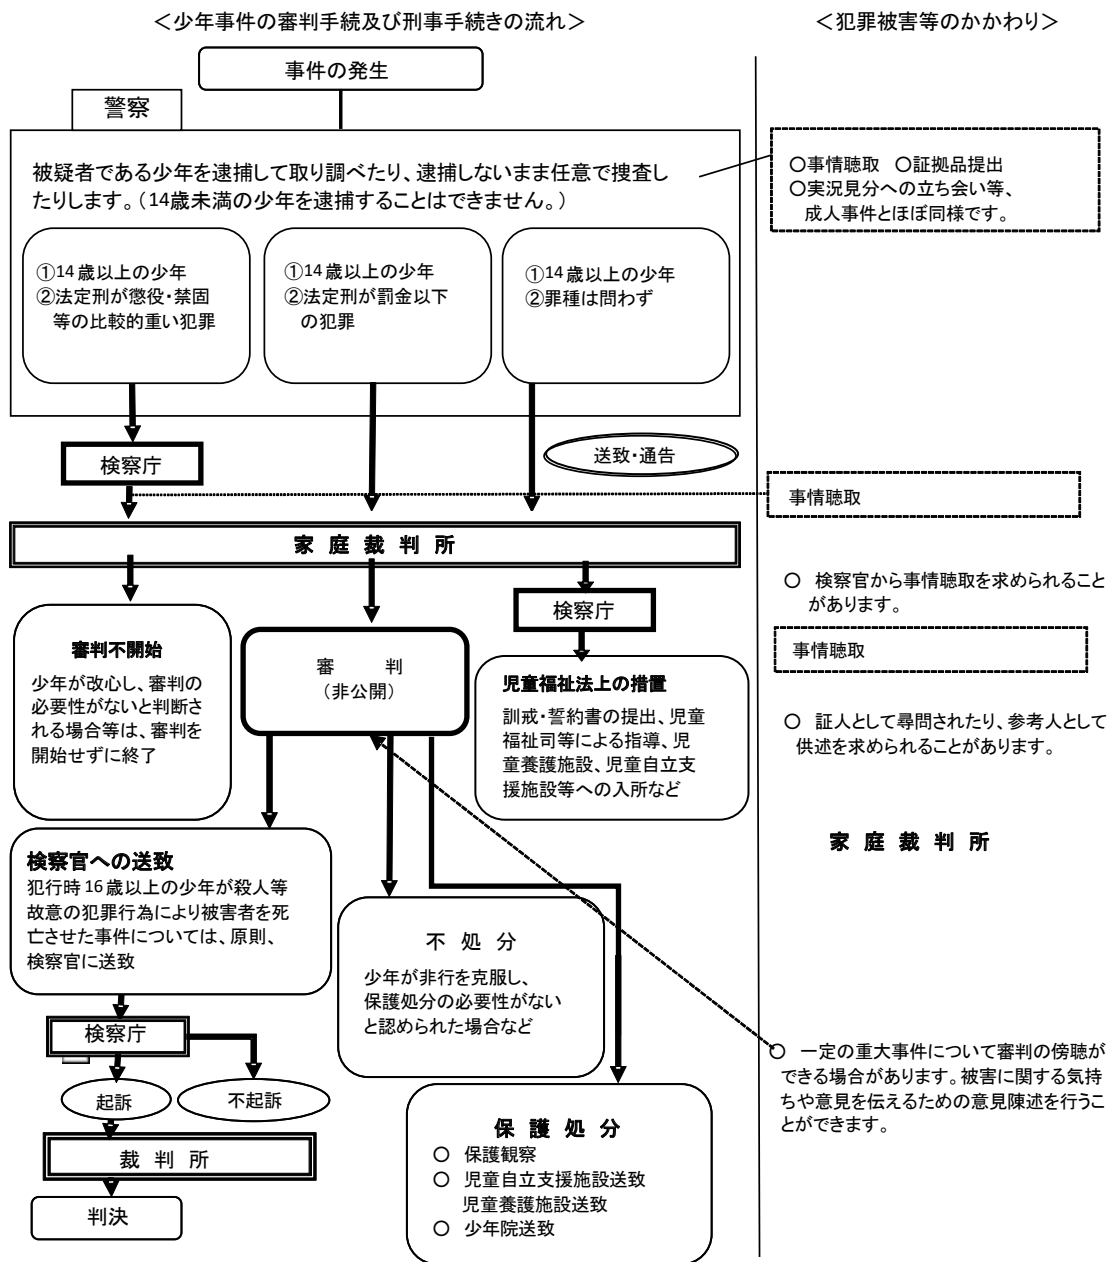 ＜少年事件の審判手続及び刑事手続きの流れ＞
＜犯罪被害等のかかわり＞
事件の発生
警察
被疑者である少年を逮捕して取り調べたり、逮捕しないまま任意で捜査し
たりします。（14歳未満の少年を逮捕することはできません。）
○事情聴取　○証拠品提出
○実況見分への立ち会い等、
成人事件とほぼ同様です。
①14歳以上の少年
②法定刑が懲役・禁固
等の比較的重い犯罪
①14歳以上の少年
②法定刑が罰金以下
の犯罪
①14歳以上の少年
②罪種は問わず
検察庁
送致・通告
事情聴取
家庭裁判所
○　検察官から事情聴取を求められること
があります。
検察庁
事情聴取
審判不開始
少年が改心し、審判の
必要性がないと判断さ
れる場合等は、審判を
開始せずに終了
審　　判
（非公開）
児童福祉法上の措置
訓戒・誓約書の提出、児童
福祉司等による指導、児
童養護施設、児童自立支
援施設等への入所など
○　証人として尋問されたり、参考人として
供述を求められることがあります。
家庭裁判所
検察官への送致
犯行時16歳以上の少年が殺人等
故意の犯罪行為により被害者を死
亡させた事件については、原則、
検察官に送致
不処分
少年が非行を克服し、
保護処分の必要性がない
と認められた場合など
検察庁
起訴
不起訴
裁判所
判決
○　一定の重大事件について審判の傍聴が
できる場合があります。被害に関する気持
ちや意見を伝えるための意見陳述を行うこ
とができます。
保護処分
○　保護観察
○　児童自立支援施設送致
児童養護施設送致
○　少年院送致